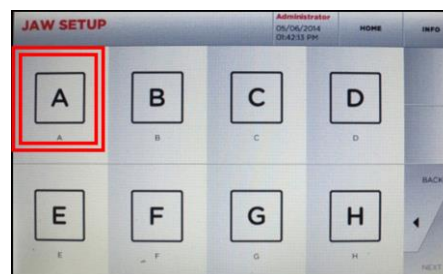 JAW SETUP
Administrator
05/06/2014
01:42:13 PM
HOME
INFO
A
B
C
D
A
B
C
D
BACK
E
F
G
H
E
F
G
H
NEXT